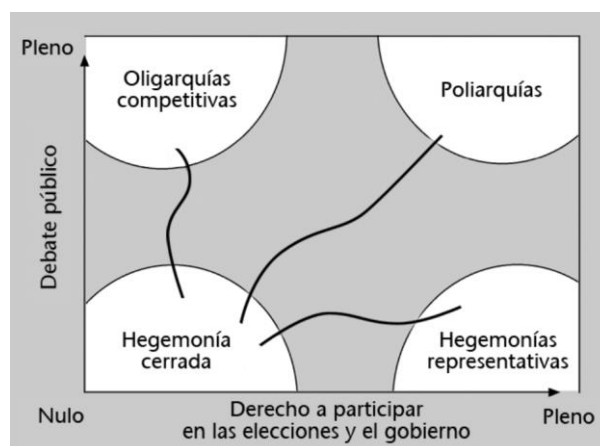 Pleno
Oligarquías
competitivas
Poliarquías
Debate público
Hegemonía
cerrada
Hegemonías
representativas
Nulo
Derecho a participar
en las elecciones y el gobierno
Pleno